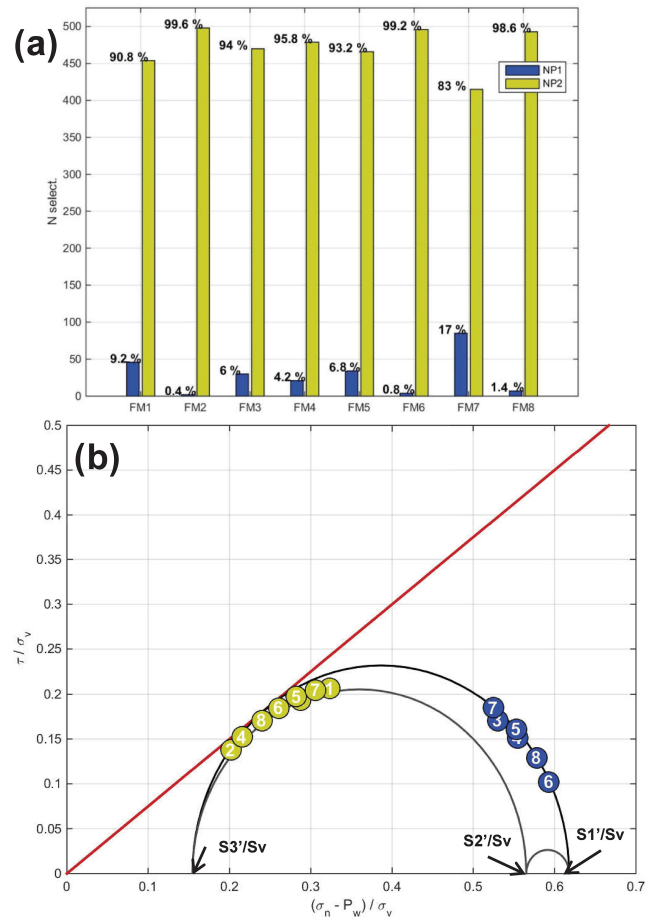 (a)
N select.
500
450
400
350
300
250
200
150
100
50
0
90.8 %
99.6 %
94 %
95.8 %
93.2 %
99.2 %
83 %
98.6 %
NP1
NP2
9.2 %
0.4 %
6 %
4.2 %
6.8 %
0.8 %
17 %
1.4 %
FM1 FM2 FM3 FM4 FM5 FM6 FM7 FM8
(b)
τ / σv
0.5
0.45
0.4
0.35
0.3
0.25
0.2
0.15
0.1
0.05
0
2 4 8 6 5 7 1
7 3 5 8 6
S3'/Sv
S2'/Sv
S1'/Sv
0 0.1 0.2 0.3 0.4 0.5 0.6 0.7
(σn - Pw) / σv